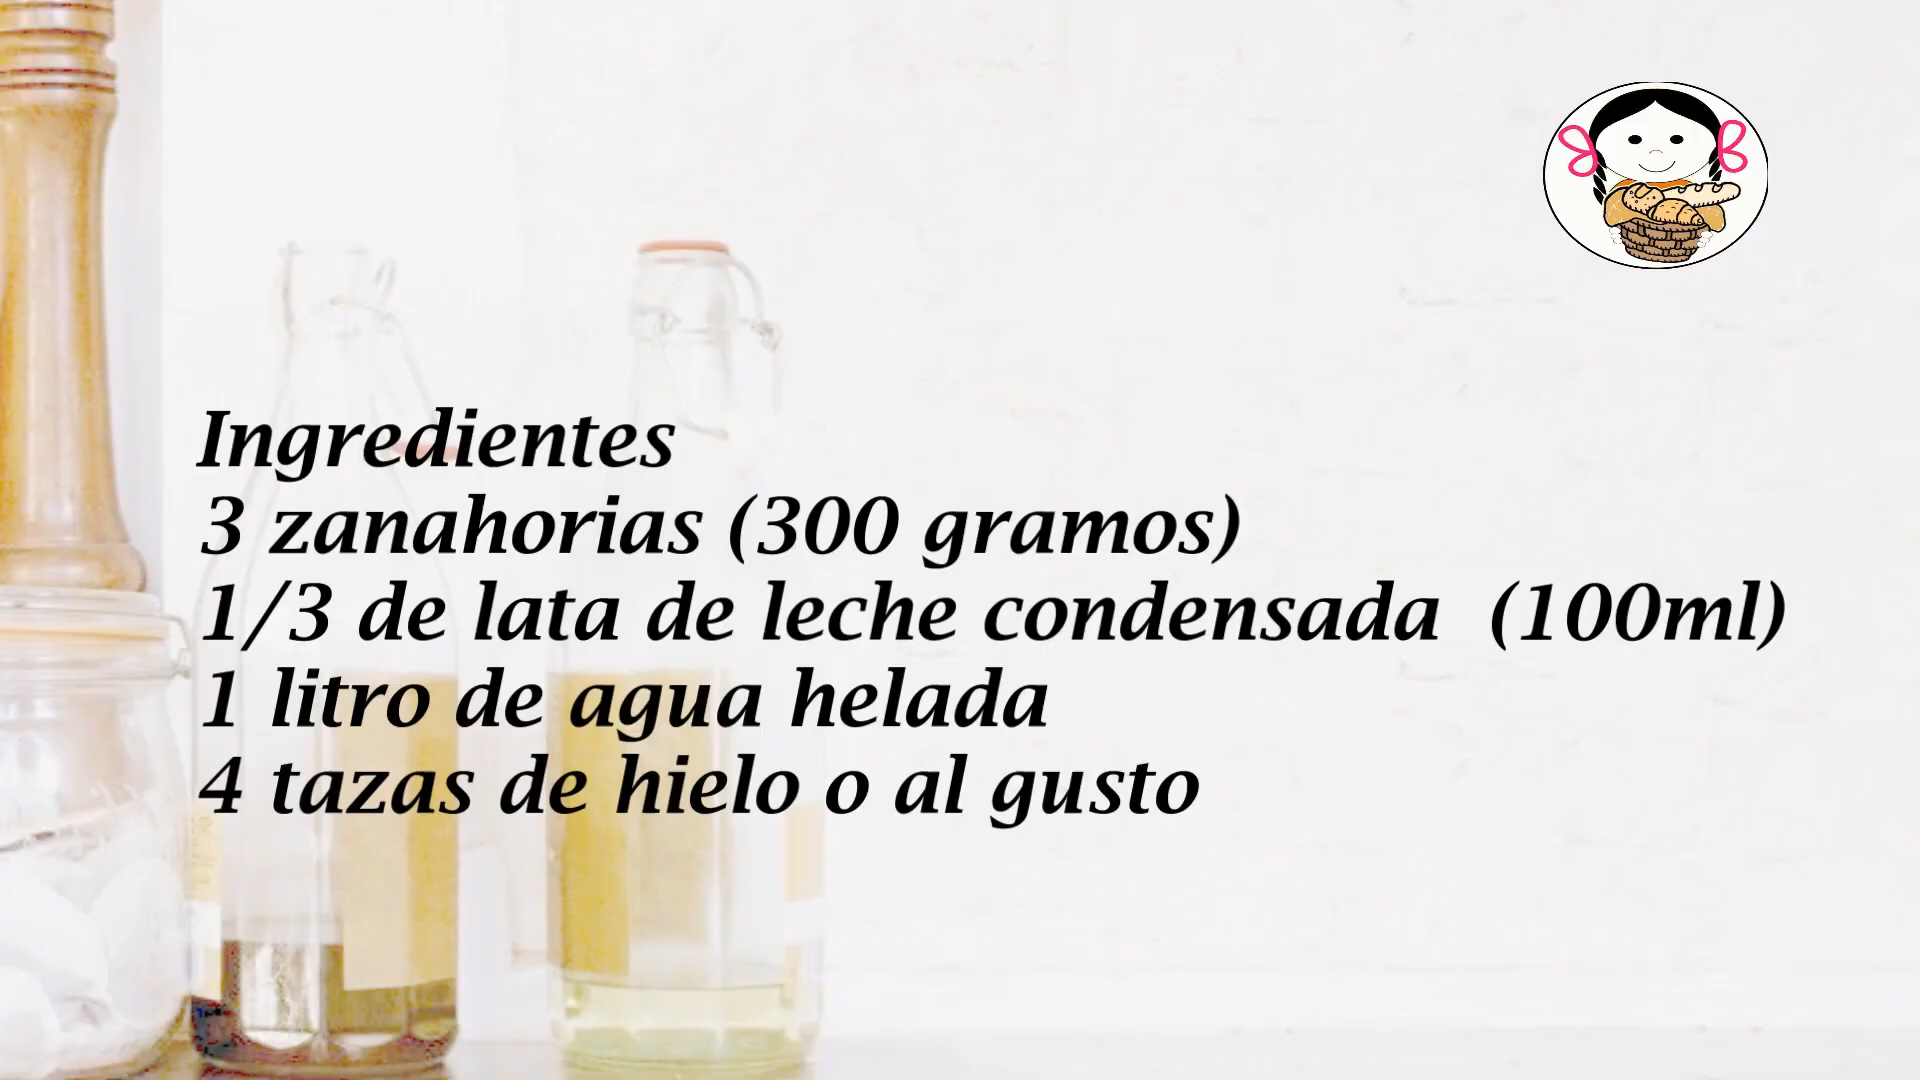 Ingredientes
3 zanahorias (300 gramos)
1/3 de lata de leche condensada (100ml)
1 litro de agua helada
4 tazas de hielo o al gusto